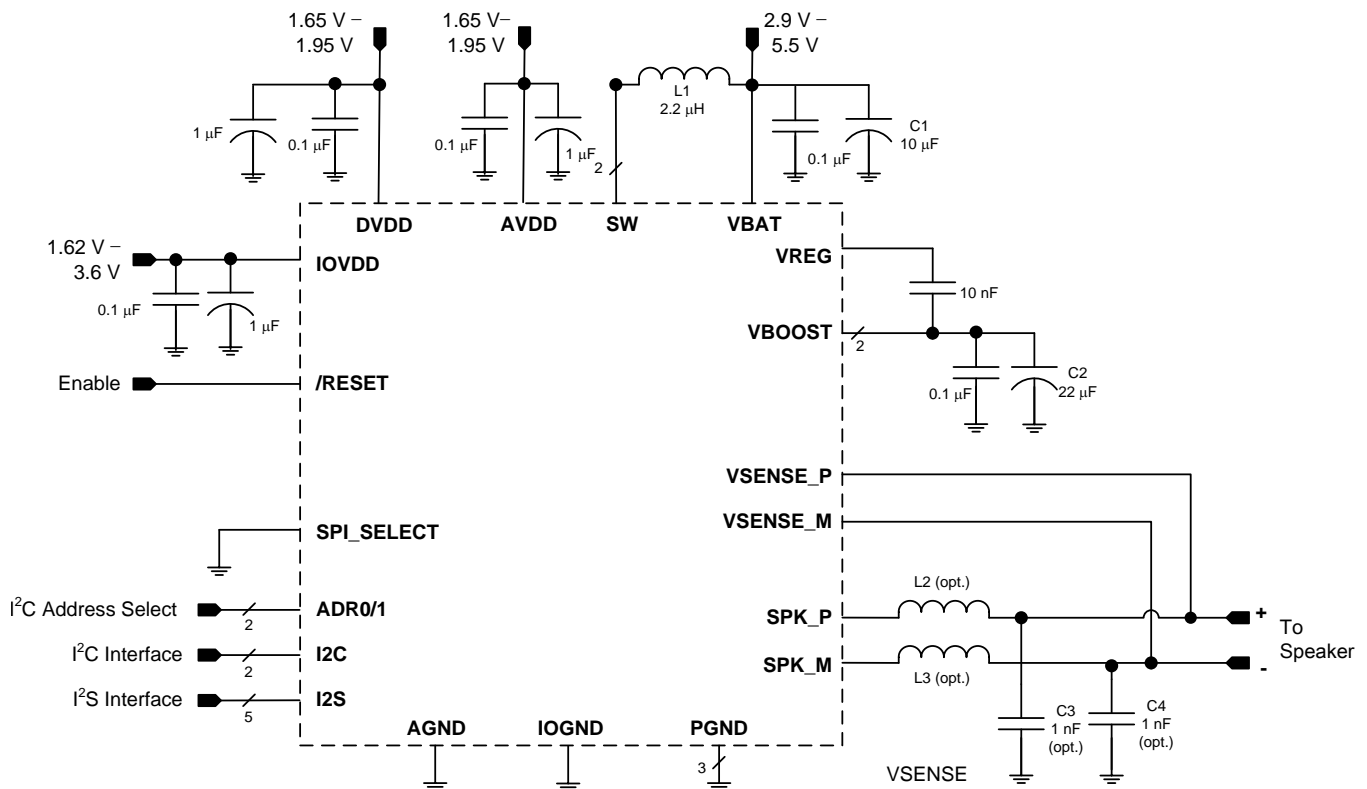 1.65 V –
1.95 V
1.65 V–
1.95 V
2.9 V –
5.5 V
L1
2.2 μH
1 μF
0.1 μF
0.1 μF
1 μF
2
0.1 μF
C1
10 μF
DVDD
AVDD
SW
VBAT
1.62 V –
3.6 V
IOVDD
VREG
0.1 μF
1 μF
10 nF
VBOOST
2
Enable
/RESET
0.1 μF
C2
22 μF
VSENSE_P
SPI_SELECT
VSENSE_M
I²C Address Select
2
ADR0/1
L2 (opt.)
SPK_P
+
To
Speaker
I²C Interface
2
I2C
SPK_M
-
L3 (opt.)
I²S Interface
5
I2S
AGND
IOGND
PGND
3
C3
1 nF
(opt.)
C4
1 nF
(opt.)
VSENSE